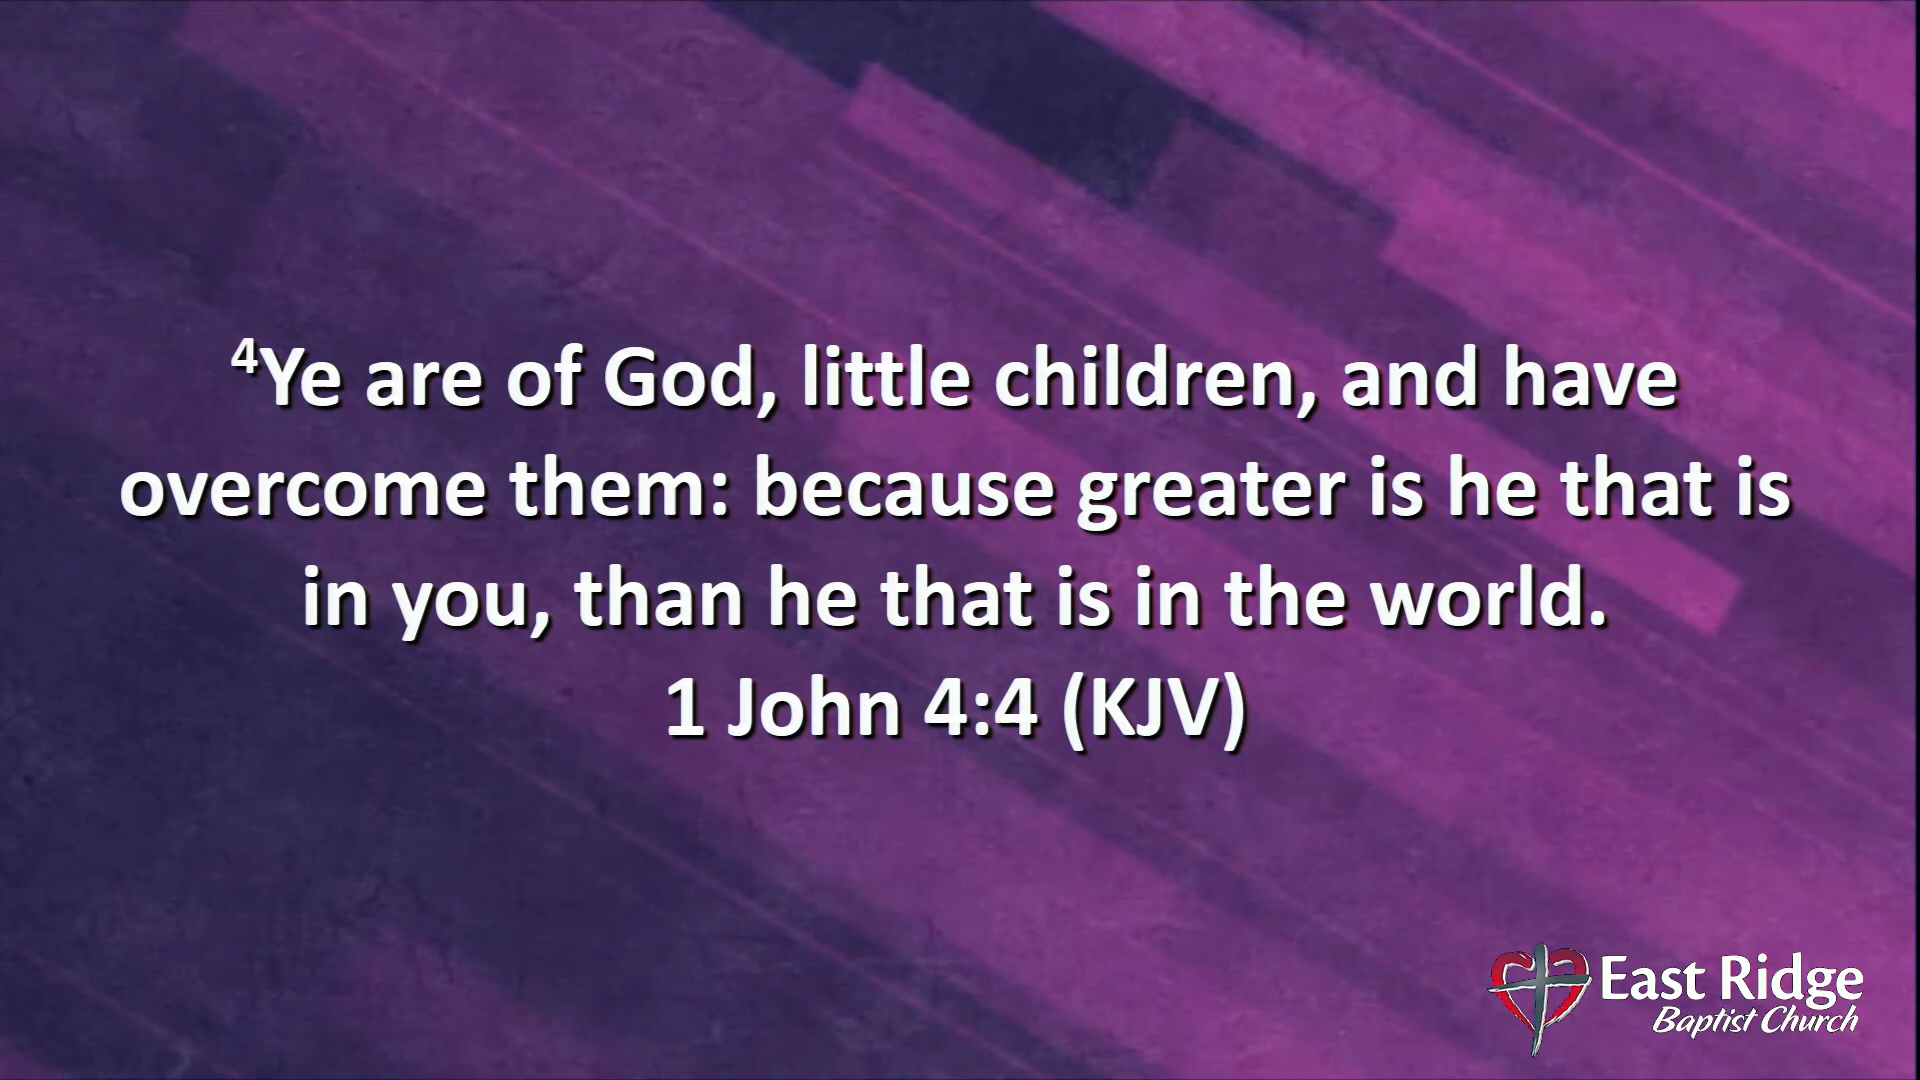 ⁴Ye are of God, little children, and have
overcome them: because greater is he that is
in you, than he that is in the world.
1 John 4:4 (KJV)
East Ridge
Baptist Church